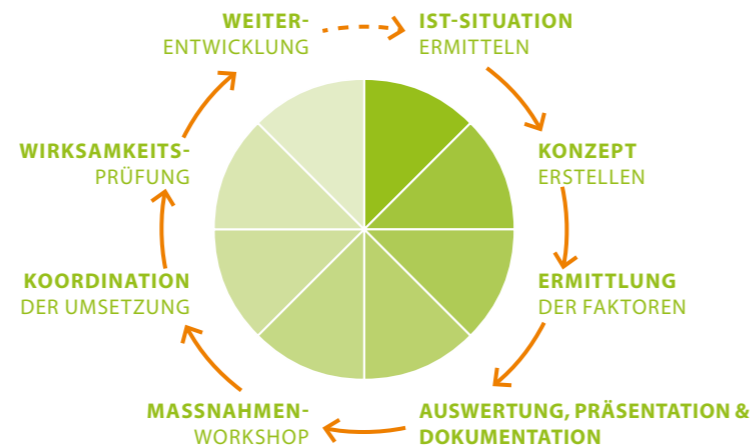 WEITER-
ENTWICKLUNG
IST-SITUATION
ERMITTELN
KONZEPT
ERSTELLEN
ERMITTLUNG
DER FAKTOREN
AUSWERTUNG, PRÄSENTATION &
DOKUMENTATION
MASSNAHMEN-
WORKSHOP
KOORDINATION
DER UMSETZUNG
WIRKSAMKEITS-
PRÜFUNG